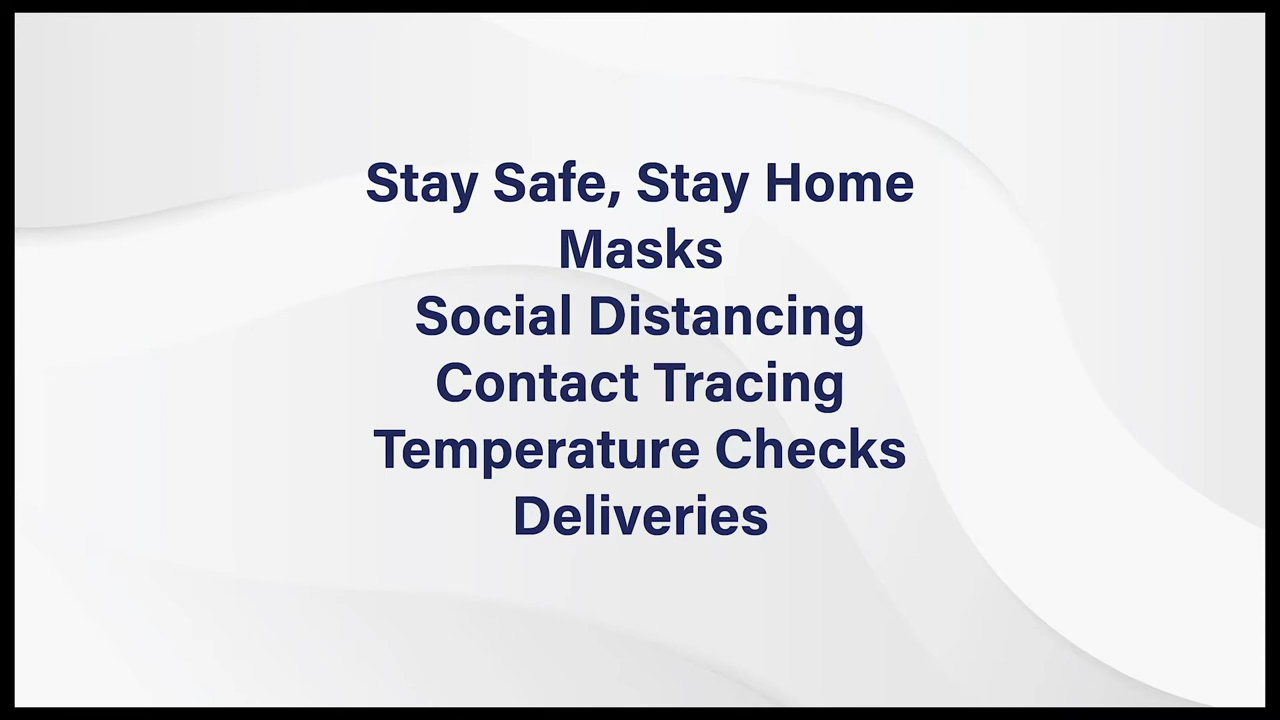 Stay Safe, Stay Home
Masks
Social Distancing
Contact Tracing
Temperature Checks
Deliveries